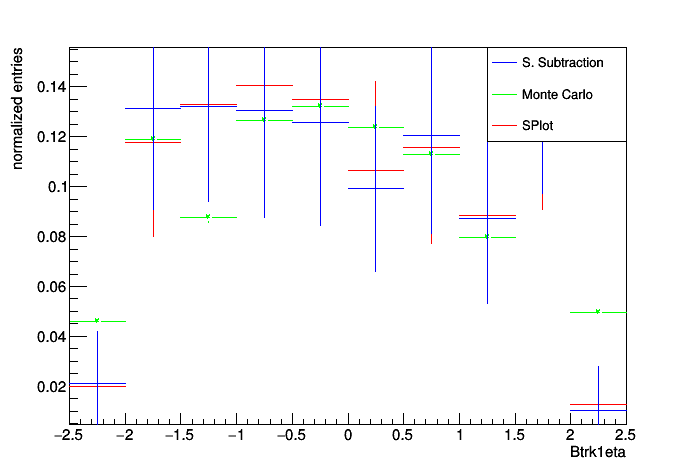 normalized entries
S. Subtraction
Monte Carlo
SPlot
0.14
0.12
0.1
0.08
0.06
0.04
0.02
−2.5 −2 −1.5 −1 −0.5 0 0.5 1 1.5 2 2.5
Btrk1eta